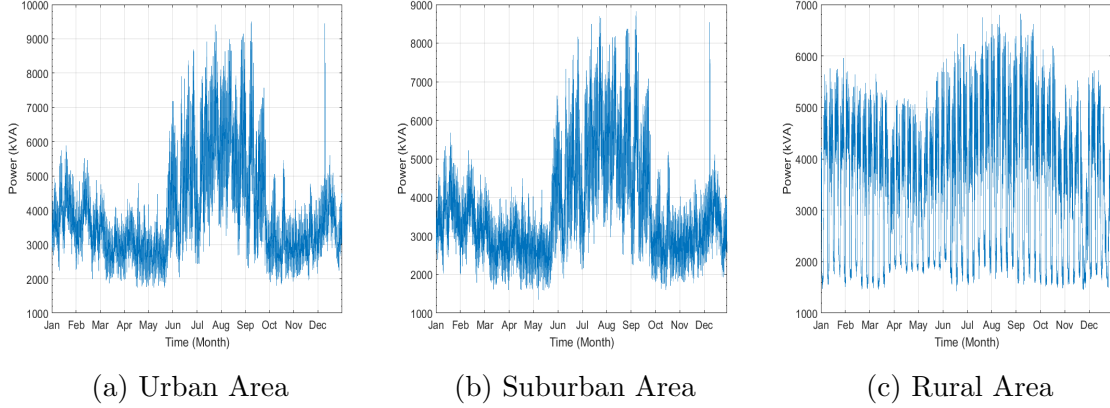 10000
9000
8000
7000
6000
5000
4000
3000
2000
1000
Power (kVA)
Jan Feb Mar Apr May Jun Jul Aug Sep Oct Nov Dec
Time (Month)
(a) Urban Area
9000
8000
7000
6000
5000
4000
3000
2000
1000
Power (kVA)
Jan Feb Mar Apr May Jun Jul Aug Sep Oct Nov Dec
Time (Month)
(b) Suburban Area
7000
6000
5000
4000
3000
2000
1000
Power (kVA)
Jan Feb Mar Apr May Jun Jul Aug Sep Oct Nov Dec
Time (Month)
(c) Rural Area